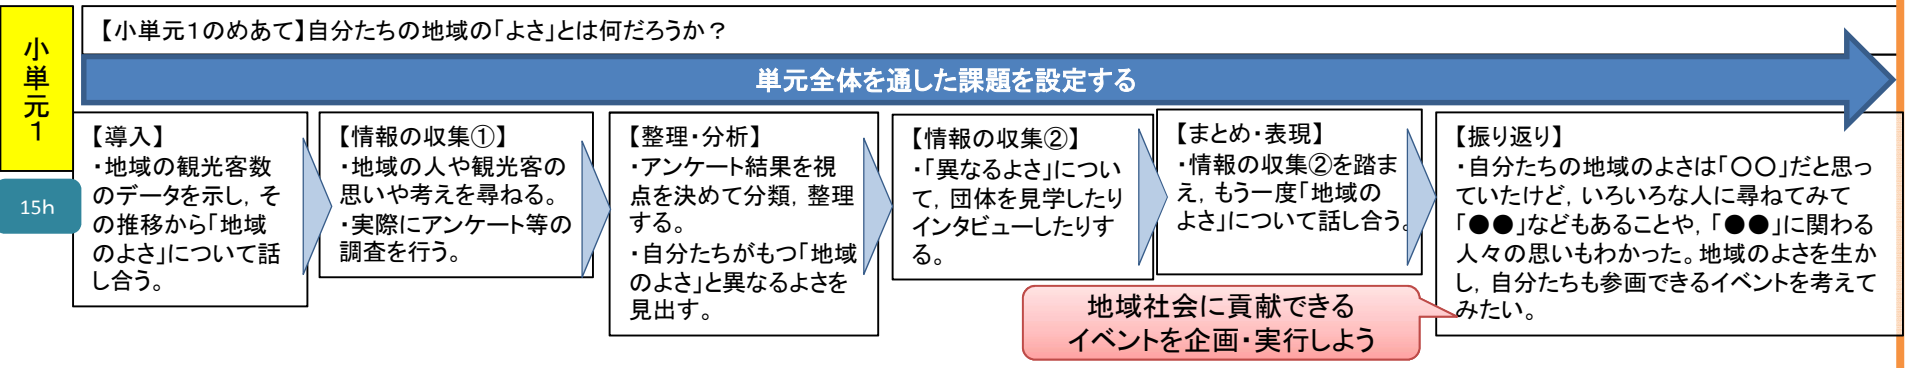 小単元1
15h
【小単元1のめあて】自分たちの地域の「よさ」とは何だろうか？
単元全体を通した課題を設定する
【導入】
・地域の観光客数
のデータを示し，そ
の推移から「地域
のよさ」について話
し合う。
【情報の収集①】
・地域の人や観光客の
思いや考えを尋ねる。
・実際にアンケート等の
調査を行う。
【整理・分析】
・アンケート結果を視
点を決めて分類，整理
する。
・自分たちがもつ「地域
のよさ」と異なるよさを
見出す。
【情報の収集②】
・「異なるよさ」につい
て，団体を見学したり
インタビューしたりす
る。
【まとめ・表現】
・情報の収集②を踏ま
え，もう一度「地域の
よさ」について話し合う。
【振り返り】
・自分たちの地域のよさは「〇〇」だと思っ
ていたけど，いろいろな人に尋ねてみて
「●●」などもあることや，「●●」に関わる
人々の思いもわかった。地域のよさを生か
し，自分たちも参画できるイベントを考えて
みたい。
地域社会に貢献できる
イベントを企画・実行しよう